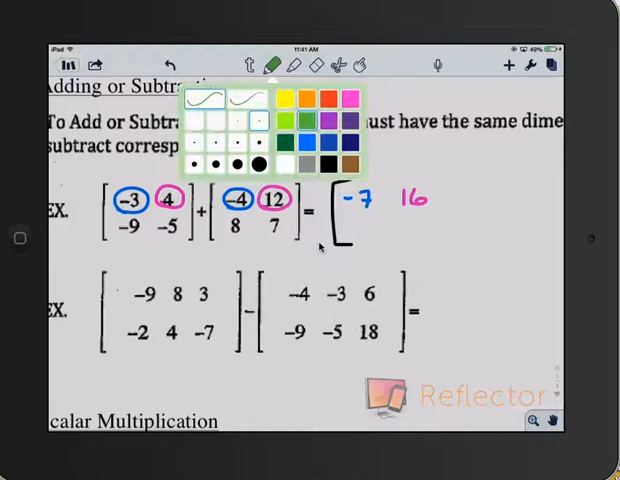 iPad 11:41 AM 49%
t
Adding or Subtracti
To Add or Subtra must have the same dime
subtract corresp
EX. [ -3 4 ] + [ -4 12 ] = [ -7 16
-9 -5 8 7
EX. [ -9 8 3 ] - [ -4 -3 6 ] =
-2 4 -7 -9 -5 18
Reflector
calar Multiplication